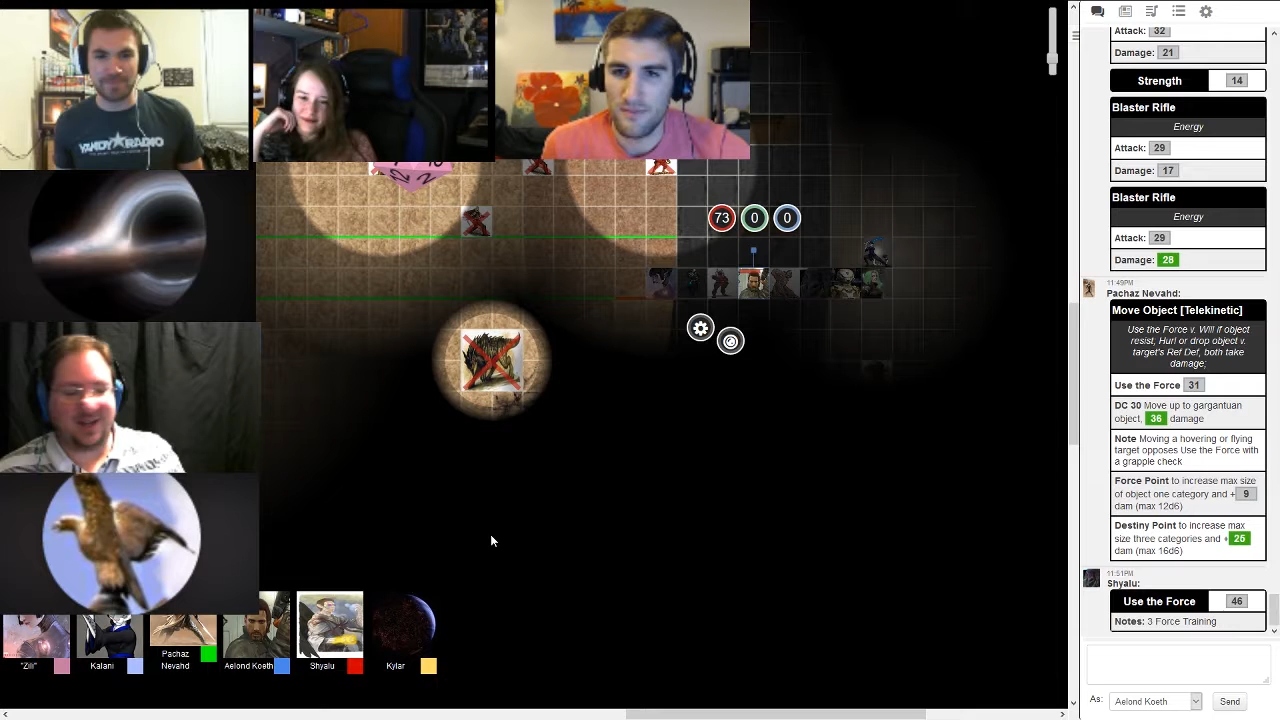 YANDY★RADIO
12
2
73
0
0
Attack: 32
Damage: 21
Strength 14
Blaster Rifle
Energy
Attack: 29
Damage: 17
Blaster Rifle
Energy
Attack: 29
Damage: 28
11:49PM
Pachaz Nevahd:
Move Object [Telekinetic]
Use the Force v. Will if object
resist, Hurl or drop object v.
target's Ref Def, both take
damage;
Use the Force 31
DC 30 Move up to gargantuan
object, 36 damage
Note Moving a hovering or flying
target opposes Use the Force with
a grapple check
Force Point to increase max size
of object one category and + 9
dam (max 12d6)
Destiny Point to increase max
size three categories and + 25
dam (max 16d6)
11:51PM
Shyalu:
Use the Force 46
Notes: 3 Force Training
As: Aelond Koeth Send
"Zili"
Kalani
Pachaz
Nevahd
Aelond Koeth
Shyalu
Kylar